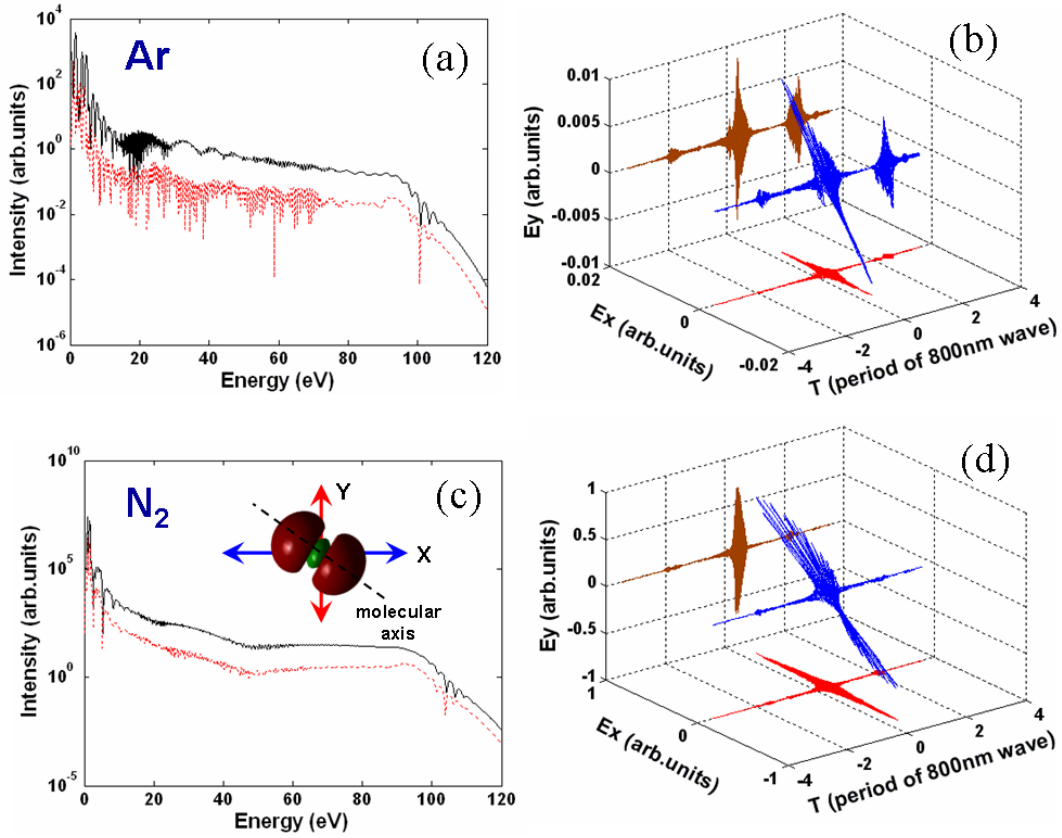 Ar
(a)
Intensity (arb.units)
10^4
10^2
10^0
10^-2
10^-4
10^-6
0 20 40 60 80 100 120
Energy (eV)
(b)
Ey (arb.units)
0.01
0.005
0
-0.005
-0.01
0.02
0
-0.02
Ex (arb.units)
-4
-2
0
2
4
T (period of 800nm wave)
N2
(c)
Intensity (arb.units)
10^10
10^5
10^0
10^-5
Y
X
molecular
axis
0 20 40 60 80 100 120
Energy (eV)
(d)
Ey (arb.units)
1
0.5
0
-0.5
-1
1
0
-1
Ex (arb.units)
-4
-2
0
2
4
T (period of 800nm wave)